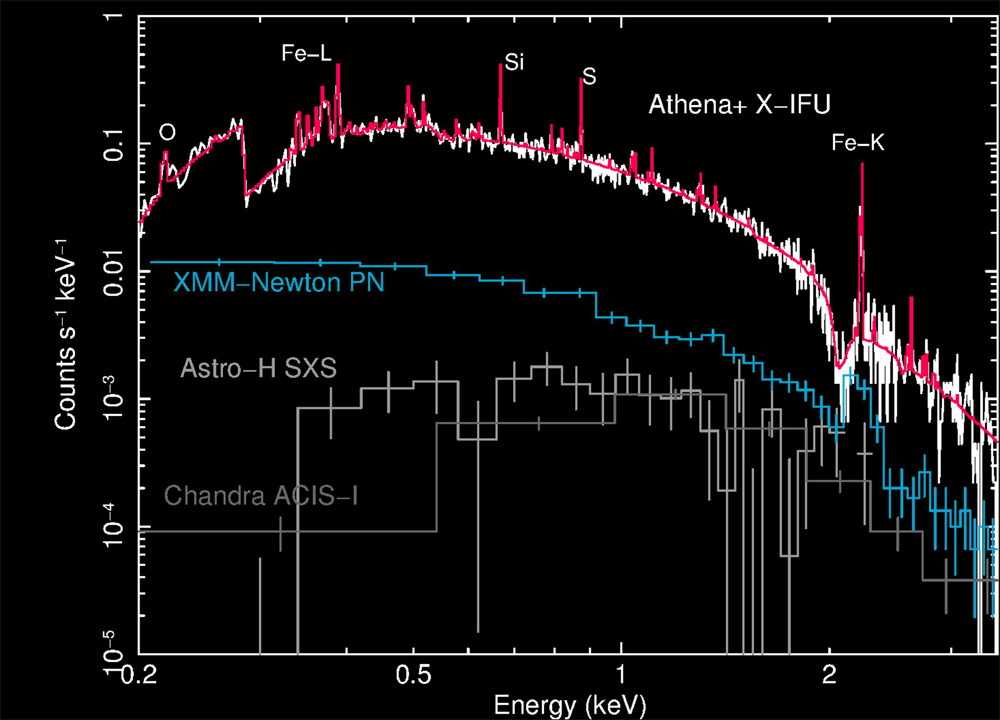 Fe−L
Si
S
O
Athena+ X−IFU
Fe−K
XMM−Newton PN
Astro−H SXS
Chandra ACIS−I
Counts s⁻¹ keV⁻¹
1
0.1
0.01
10⁻³
10⁻⁴
10⁻⁵
0.2
0.5
1
2
Energy (keV)